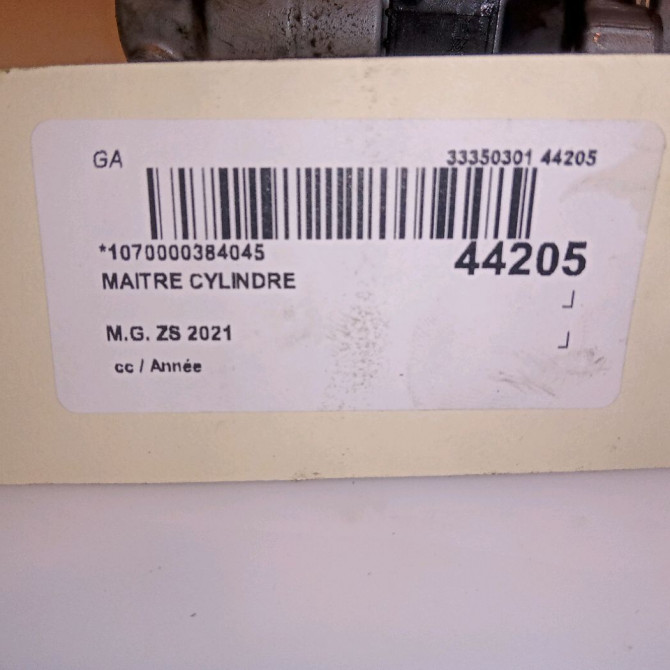 GA 33350301 44205
*1070000384045 44205
MAITRE CYLINDRE
M.G. ZS 2021
cc / Année